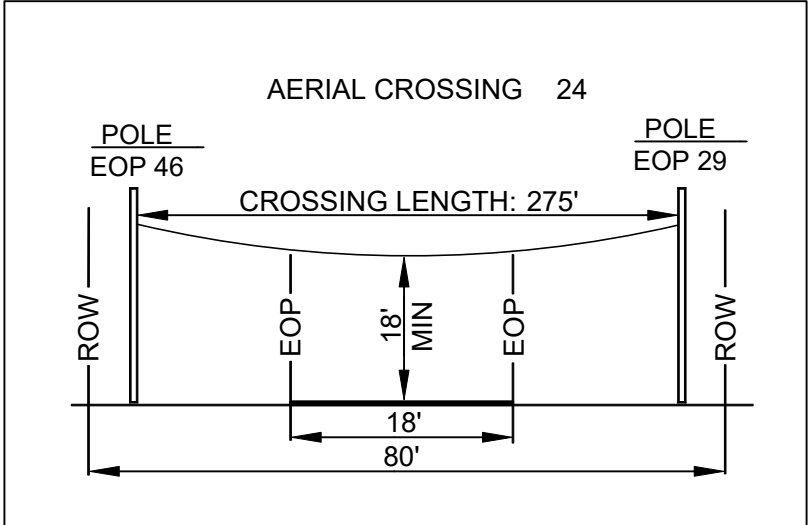 AERIAL CROSSING 24
POLE
EOP 46
POLE
EOP 29
CROSSING LENGTH: 275'
ROW
EOP
18'
MIN
EOP
ROW
18'
80'